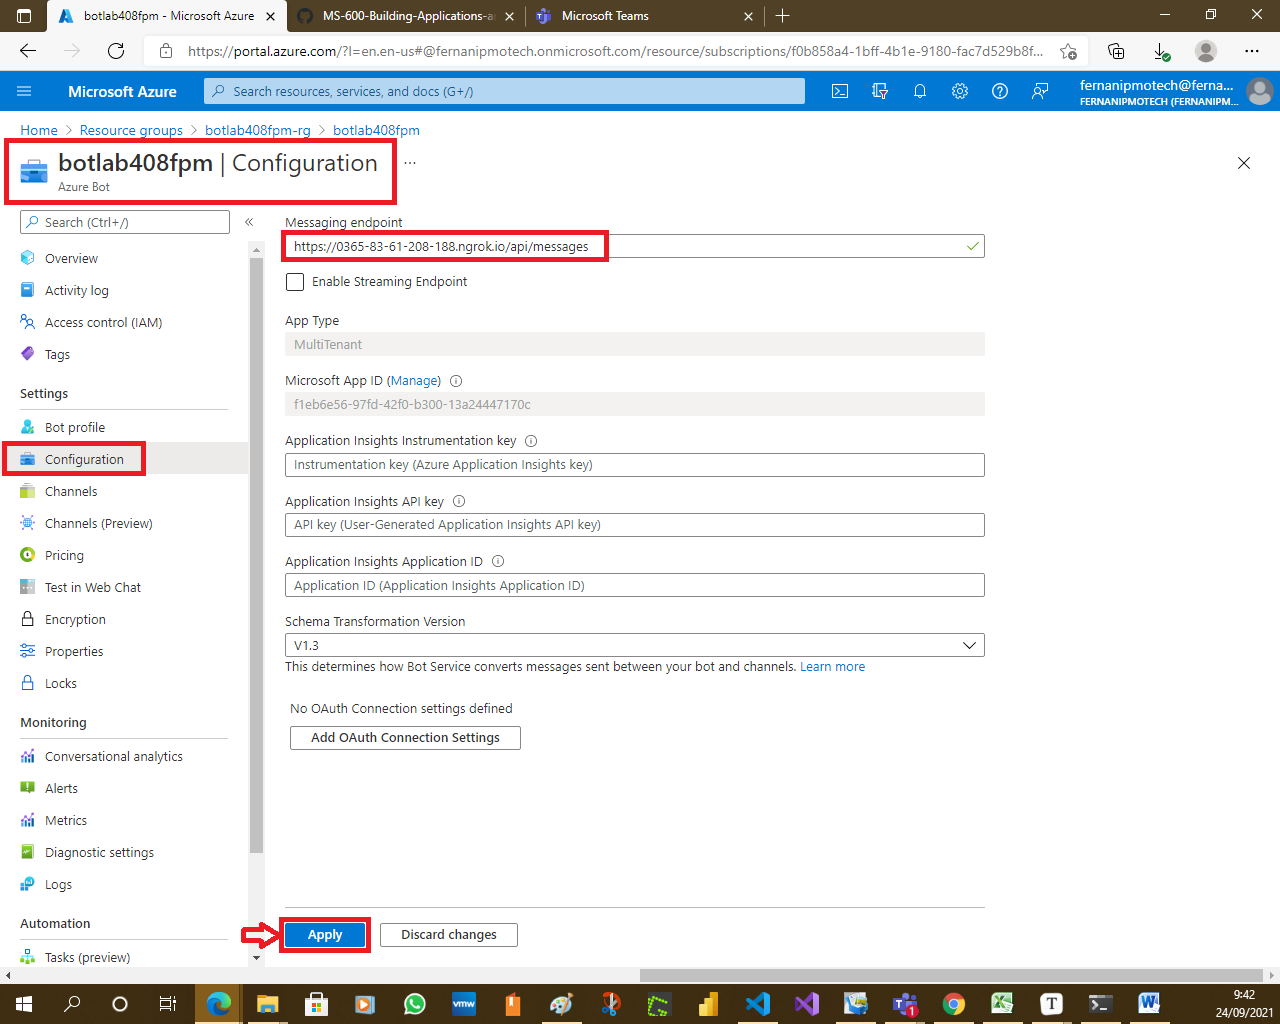 botlab408fpm - Microsoft Azure
MS-600-Building-Applications-a
Microsoft Teams
https://portal.azure.com/?l=en.en-us#@fernanipmotech.onmicrosoft.com/resource/subscriptions/f0b858a4-1bff-4b1e-9180-fac7d529b8f...
Microsoft Azure
Search resources, services, and docs (G+/)
fernanipmotech@ferna...
FERNANIPMOTECH (FERNANIPM...
Home > Resource groups > botlab408fpm-rg > botlab408fpm
botlab408fpm | Configuration
...
Azure Bot
Search (Ctrl+/)
«
Overview
Activity log
Access control (IAM)
Tags
Settings
Bot profile
Configuration
Channels
Channels (Preview)
Pricing
Test in Web Chat
Encryption
Properties
Locks
Monitoring
Conversational analytics
Alerts
Metrics
Diagnostic settings
Logs
Automation
Tasks (preview)
Messaging endpoint
https://0365-83-61-208-188.ngrok.io/api/messages
Enable Streaming Endpoint
App Type
MultiTenant
Microsoft App ID (Manage)
f1eb6e56-97fd-42f0-b300-13a24447170c
Application Insights Instrumentation key
Instrumentation key (Azure Application Insights key)
Application Insights API key
API key (User-Generated Application Insights API key)
Application Insights Application ID
Application ID (Application Insights Application ID)
Schema Transformation Version
V1.3
This determines how Bot Service converts messages sent between your bot and channels. Learn more
No OAuth Connection settings defined
Add OAuth Connection Settings
Apply
Discard changes
vmw
1
T
9:42
24/09/2021